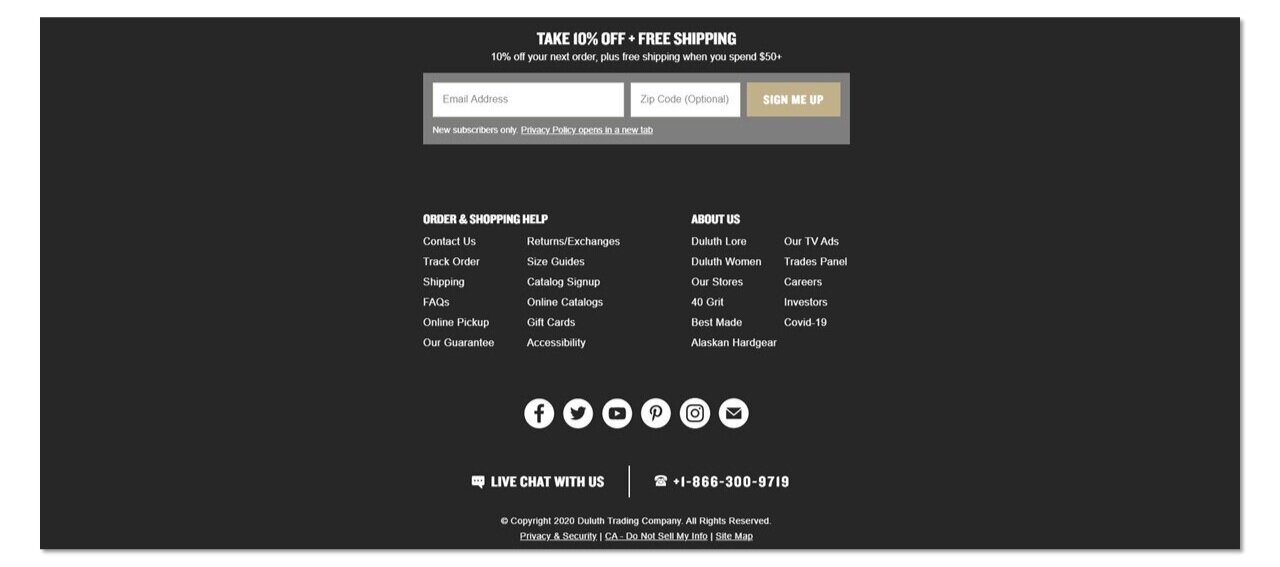 TAKE 10% OFF + FREE SHIPPING
10% off your next order, plus free shipping when you spend $50+
Email Address
Zip Code (Optional)
SIGN ME UP
New subscribers only. Privacy Policy opens in a new tab
ORDER & SHOPPING HELP
Contact Us
Track Order
Shipping
FAQs
Online Pickup
Our Guarantee
Returns/Exchanges
Size Guides
Catalog Signup
Online Catalogs
Gift Cards
Accessibility
ABOUT US
Duluth Lore
Duluth Women
Our Stores
40 Grit
Best Made
Alaskan Hardgear
Our TV Ads
Trades Panel
Careers
Investors
Covid-19
LIVE CHAT WITH US
+1-866-300-9719
© Copyright 2020 Duluth Trading Company. All Rights Reserved.
Privacy & Security | CA - Do Not Sell My Info | Site Map